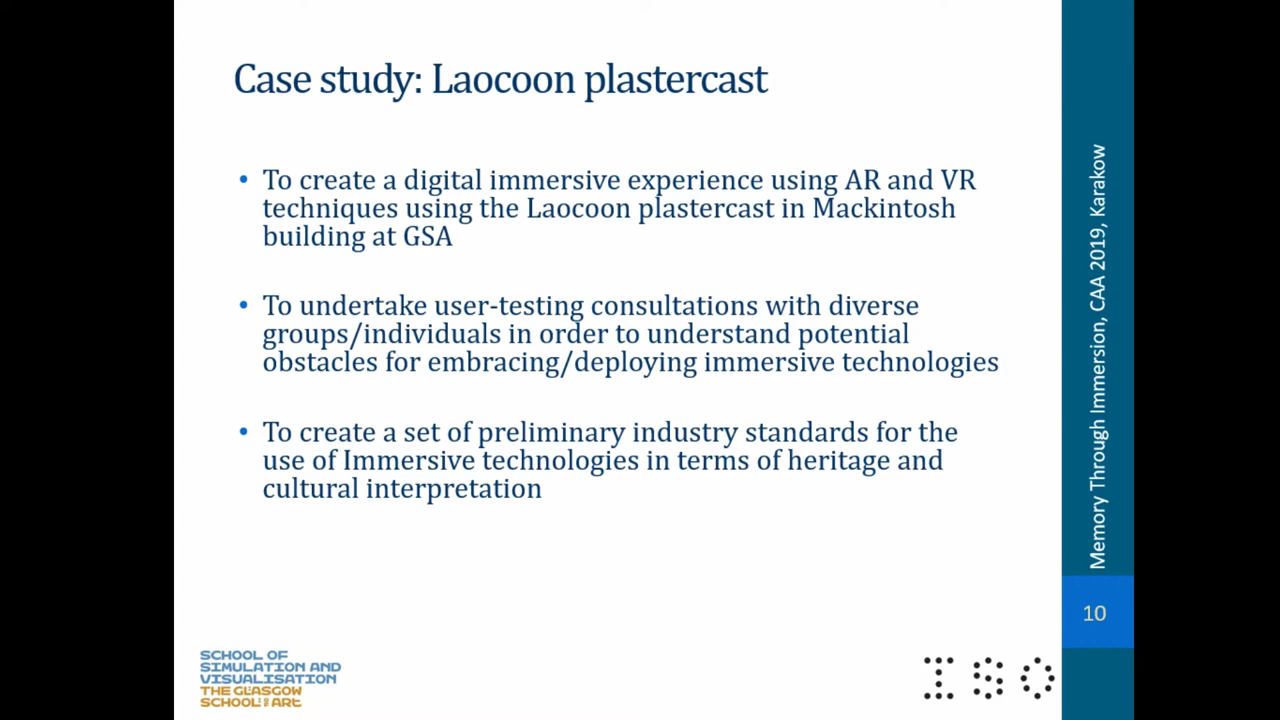 Case study: Laocoon plastercast
• To create a digital immersive experience using AR and VR
techniques using the Laocoon plastercast in Mackintosh
building at GSA
• To undertake user-testing consultations with diverse
groups/individuals in order to understand potential
obstacles for embracing/deploying immersive technologies
• To create a set of preliminary industry standards for the
use of Immersive technologies in terms of heritage and
cultural interpretation
Memory Through Immersion, CAA 2019, Karakow
10
SCHOOL OF
SIMULATION AND
VISUALISATION
THE GLASGOW
SCHOOL OF ART
ISO